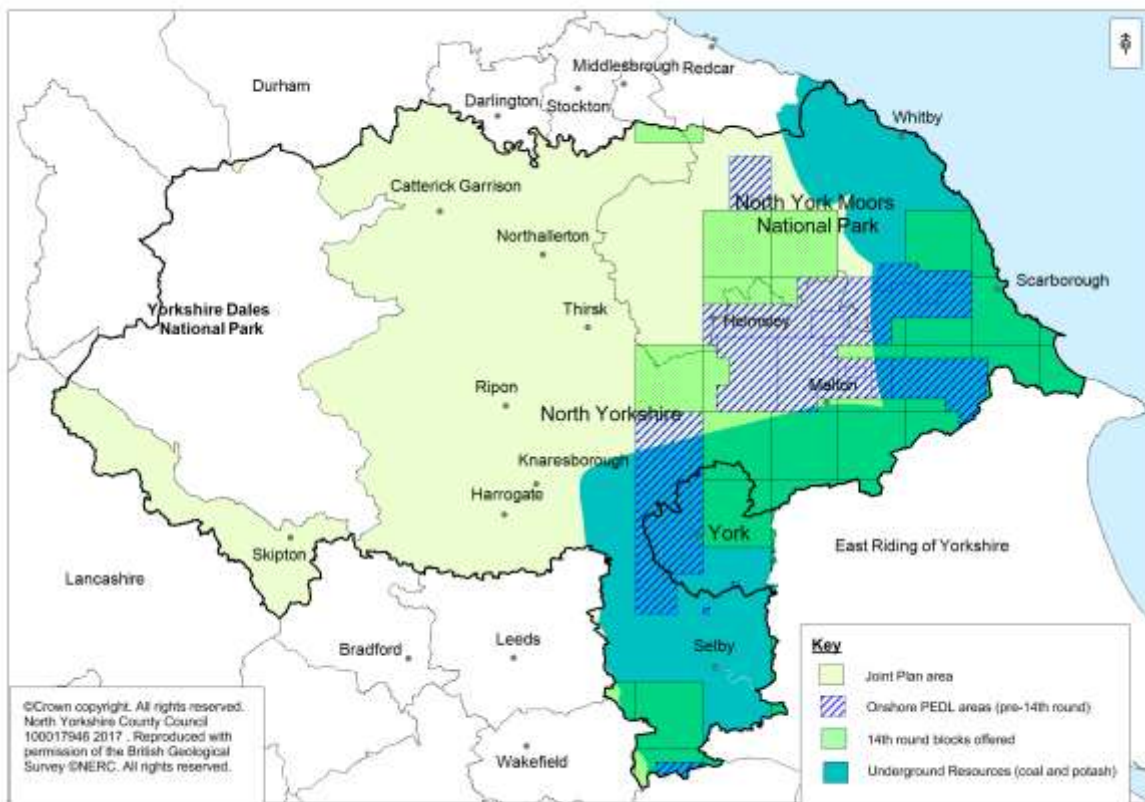 Durham
Middlesbrough
Redcar
Darlington
Stockton
Whitby
Catterick Garrison
North York Moors
National Park
Northallerton
Scarborough
Yorkshire Dales
National Park
Thirsk
Helmsley
Ripon
Malton
North Yorkshire
Knaresborough
Harrogate
York
Skipton
East Riding of Yorkshire
Lancashire
Bradford
Leeds
Selby
Wakefield
Key
Joint Plan area
Onshore PEDL areas (pre-14th round)
14th round blocks offered
Underground Resources (coal and potash)
©Crown copyright. All rights reserved.
North Yorkshire County Council
100017946 2017 . Reproduced with
permission of the British Geological
Survey ©NERC. All rights reserved.